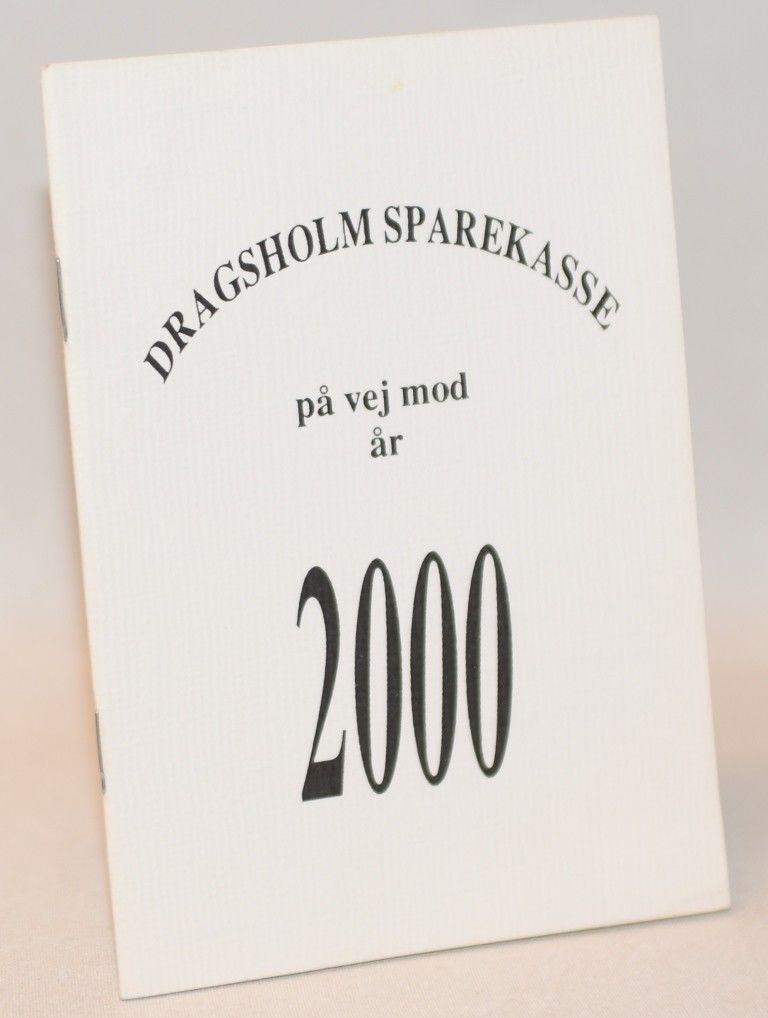 DRAGSHOLM SPAREKASSE
på vej mod
år
2000